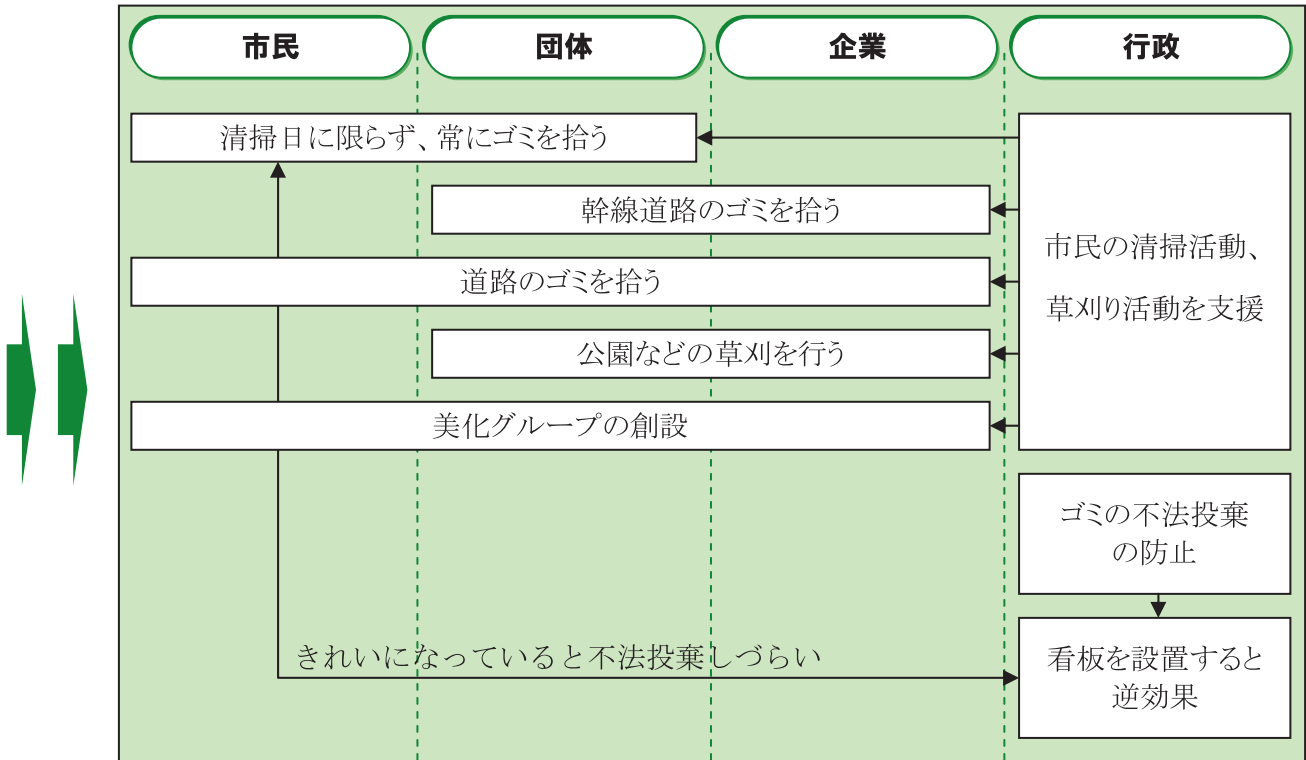 市民
団体
企業
行政
清掃日に限らず、常にゴミを拾う
幹線道路のゴミを拾う
道路のゴミを拾う
公園などの草刈を行う
美化グループの創設
市民の清掃活動、
草刈り活動を支援
ゴミの不法投棄
の防止
きれいになっていると不法投棄しづらい
看板を設置すると
逆効果